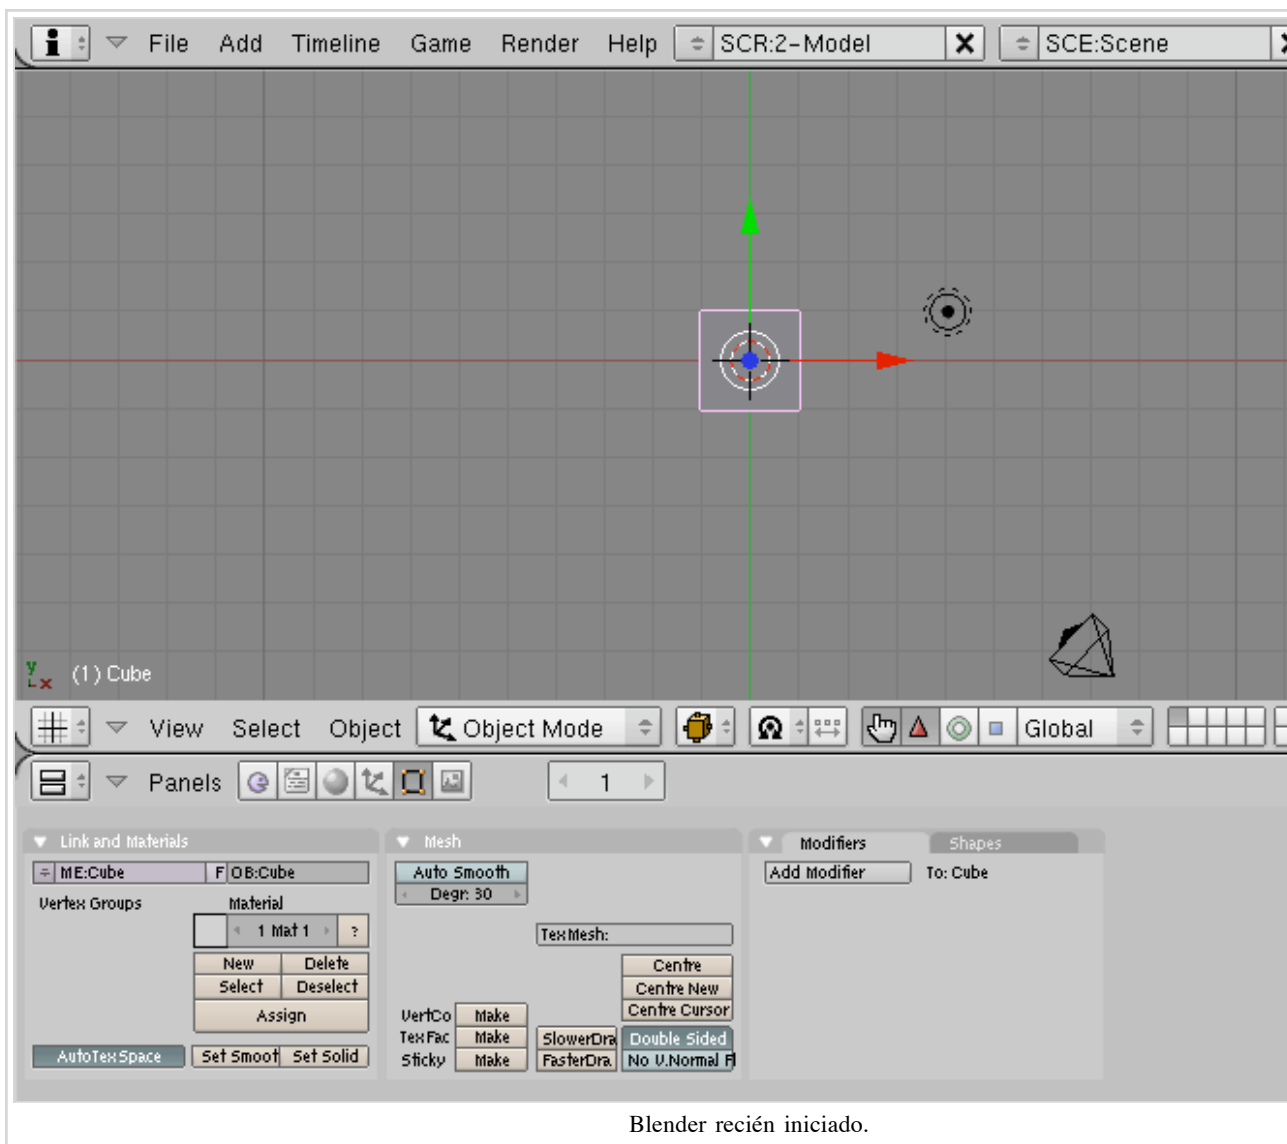 File Add Timeline Game Render Help SCR:2-Model SCE:Scene
y
x (1) Cube
View Select Object Object Mode Global
Panels 1
Link and Materials Mesh Modifiers Shapes
ME:Cube F OB:Cube Auto Smooth Add Modifier To: Cube
Degr: 30
Vertex Groups Material
1 Mat 1 ? TexMesh:
New Delete Centre
Select Deselect Centre New
Assign VertCo Make Centre Cursor
TexFac Make SlowerDra Double Sided
AutoTexSpace Set Smoot Set Solid Sticky Make FasterDra No V.Normal Fl
Blender recién iniciado.